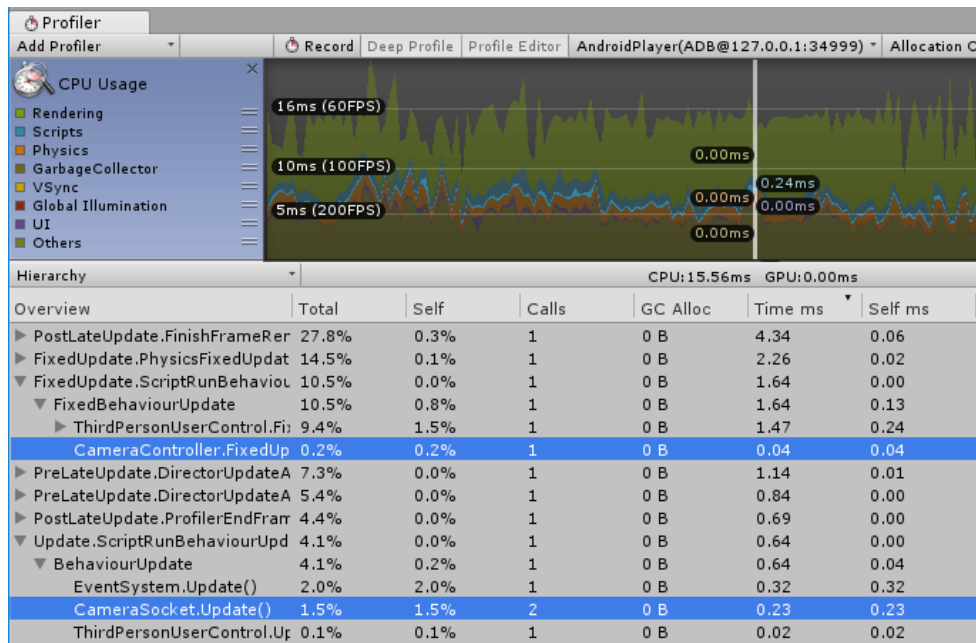 Profiler
Add Profiler Record Deep Profile Profile Editor AndroidPlayer(ADB@127.0.0.1:34999) Allocation C
CPU Usage
Rendering
Scripts
Physics
GarbageCollector
VSync
Global Illumination
UI
Others
16ms (60FPS)
10ms (100FPS)
5ms (200FPS)
0.00ms
0.24ms
0.00ms
0.00ms
0.00ms
Hierarchy CPU:15.56ms GPU:0.00ms
Overview Total Self Calls GC Alloc Time ms Self ms
PostLateUpdate.FinishFrameRer 27.8% 0.3% 1 0 B 4.34 0.06
FixedUpdate.PhysicsFixedUpdat 14.5% 0.1% 1 0 B 2.26 0.02
FixedUpdate.ScriptRunBehaviou 10.5% 0.0% 1 0 B 1.64 0.00
FixedBehaviourUpdate 10.5% 0.8% 1 0 B 1.64 0.13
ThirdPersonUserControl.Fi 9.4% 1.5% 1 0 B 1.47 0.24
CameraController.FixedUp 0.2% 0.2% 1 0 B 0.04 0.04
PreLateUpdate.DirectorUpdateA 7.3% 0.0% 1 0 B 1.14 0.01
PreLateUpdate.DirectorUpdateA 5.4% 0.0% 1 0 B 0.84 0.00
PostLateUpdate.ProfilerEndFram 4.4% 0.0% 1 0 B 0.69 0.00
Update.ScriptRunBehaviourUpd 4.1% 0.0% 1 0 B 0.64 0.00
BehaviourUpdate 4.1% 0.2% 1 0 B 0.64 0.04
EventSystem.Update() 2.0% 2.0% 1 0 B 0.32 0.32
CameraSocket.Update() 1.5% 1.5% 2 0 B 0.23 0.23
ThirdPersonUserControl.Up 0.1% 0.1% 1 0 B 0.02 0.02